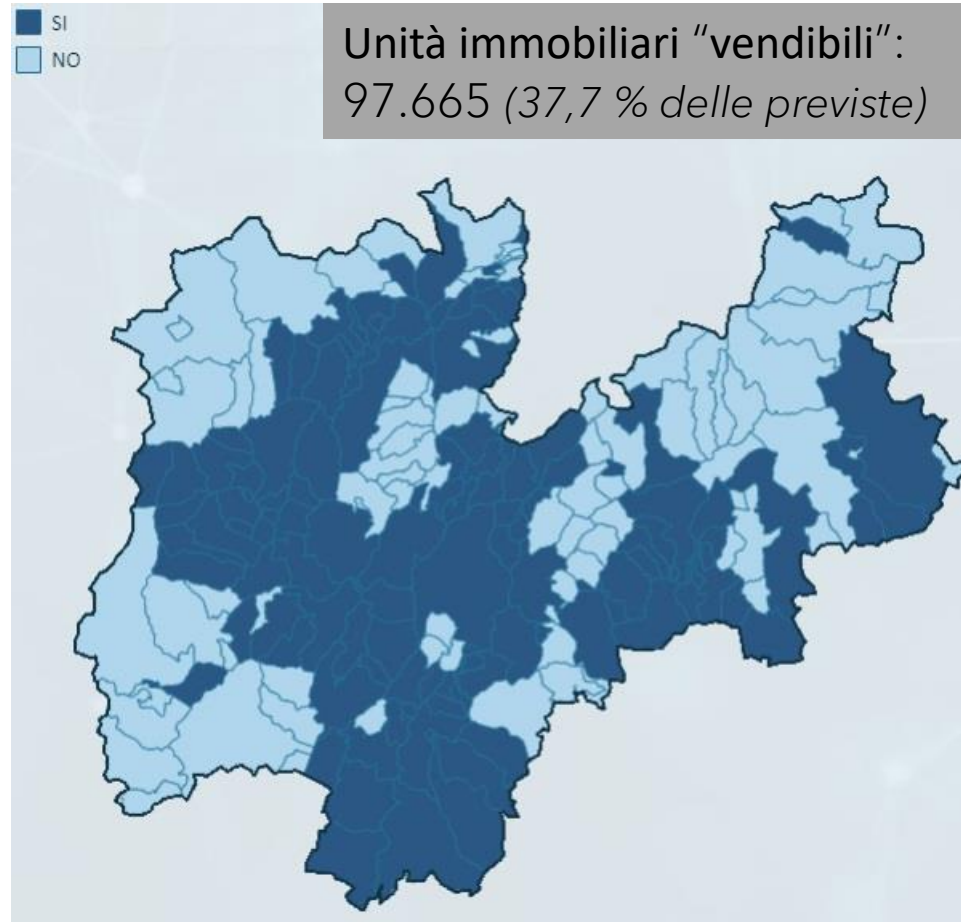 SI
NO
Unità immobiliari "vendibili":
97.665 (37,7 % delle previste)